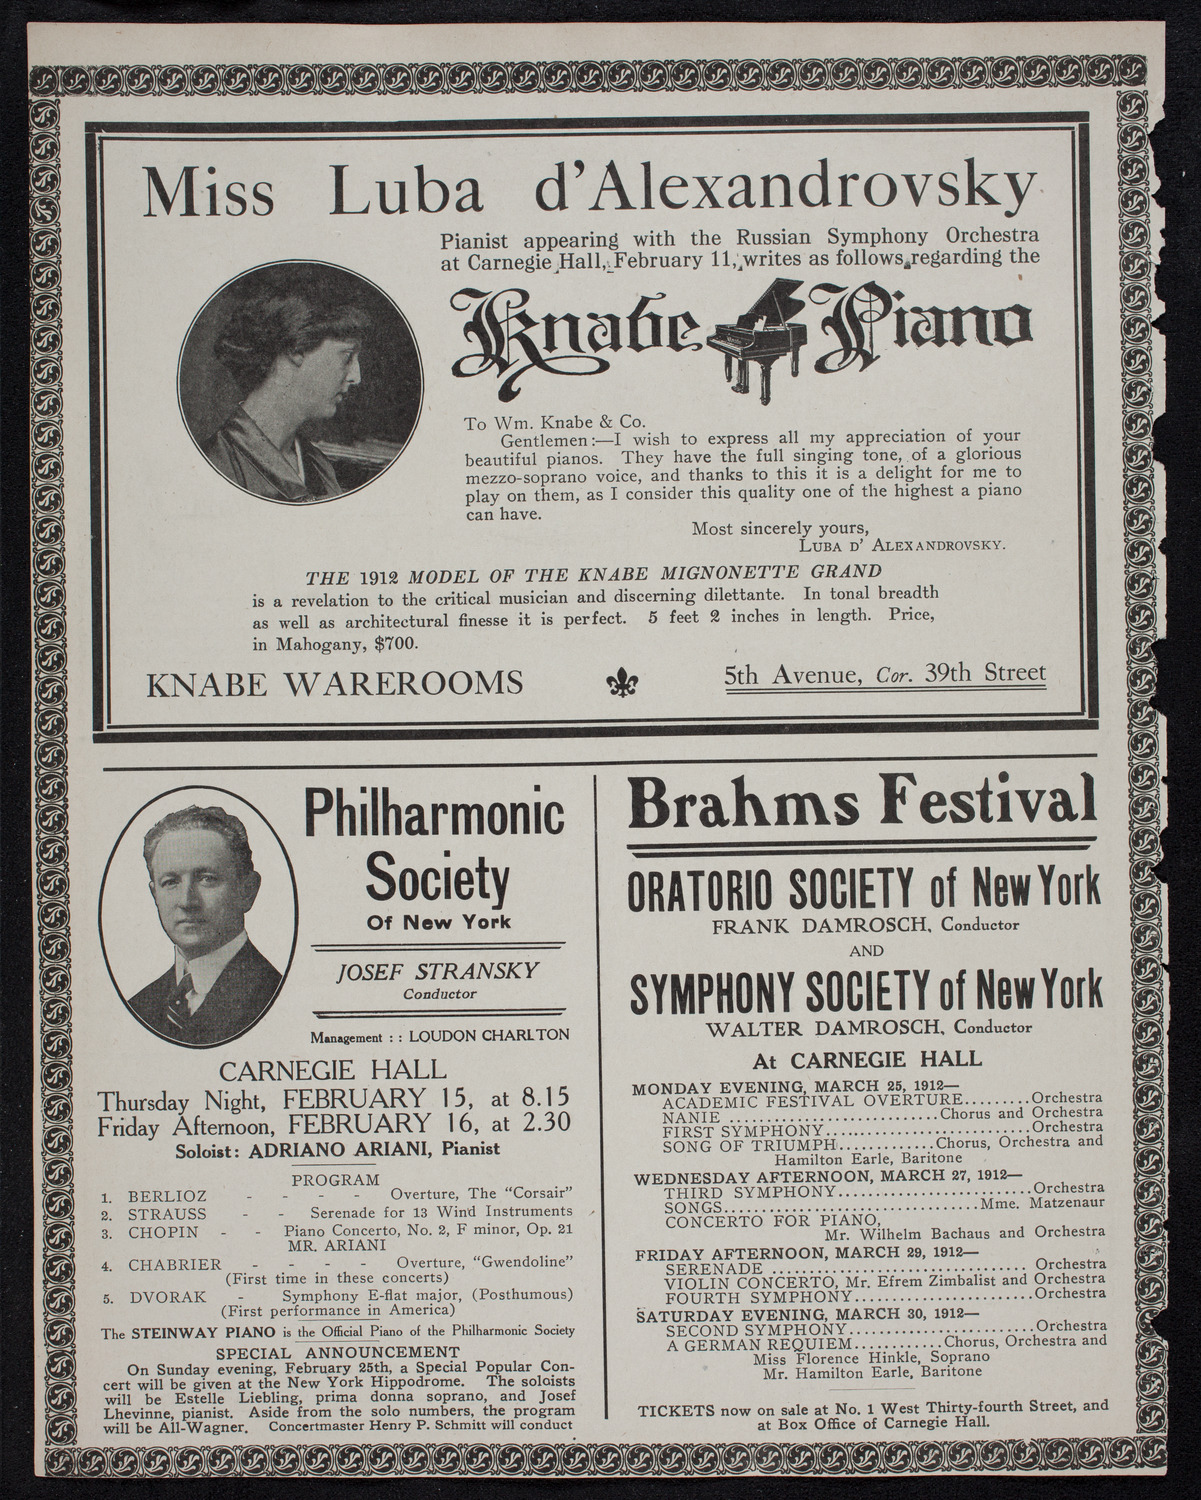 Miss Luba d'Alexandrovsky
Pianist appearing with the Russian Symphony Orchestra
at Carnegie Hall, February 11, writes as follows regarding the
Knabe Piano
To Wm. Knabe & Co.
Gentlemen:—I wish to express all my appreciation of your
beautiful pianos. They have the full singing tone, of a glorious
mezzo-soprano voice, and thanks to this it is a delight for me to
play on them, as I consider this quality one of the highest a piano
can have.
Most sincerely yours,
LUBA D' ALEXANDROVSKY.
THE 1912 MODEL OF THE KNABE MIGNONETTE GRAND
is a revelation to the critical musician and discerning dilettante. In tonal breadth
as well as architectural finesse it is perfect. 5 feet 2 inches in length. Price,
in Mahogany, $700.
KNABE WAREROOMS 5th Avenue, Cor. 39th Street
Philharmonic
Society
Of New York
JOSEF STRANSKY
Conductor
Management : : LOUDON CHARLTON
CARNEGIE HALL
Thursday Night, FEBRUARY 15, at 8.15
Friday Afternoon, FEBRUARY 16, at 2.30
Soloist: ADRIANO ARIANI, Pianist
PROGRAM
1. BERLIOZ - - - - Overture, The "Corsair"
2. STRAUSS - - Serenade for 13 Wind Instruments
3. CHOPIN - - Piano Concerto, No. 2, F minor, Op. 21
MR. ARIANI
4. CHABRIER - - - - Overture, "Gwendoline"
(First time in these concerts)
5. DVORAK - Symphony E-flat major, (Posthumous)
(First performance in America)
The STEINWAY PIANO is the Official Piano of the Philharmonic Society
SPECIAL ANNOUNCEMENT
On Sunday evening, February 25th, a Special Popular Con-
cert will be given at the New York Hippodrome. The soloists
will be Estelle Liebling, prima donna soprano, and Josef
Lhevinne, pianist. Aside from the solo numbers, the program
will be All-Wagner. Concertmaster Henry P. Schmitt will conduct
Brahms Festival
ORATORIO SOCIETY of New York
FRANK DAMROSCH, Conductor
AND
SYMPHONY SOCIETY of New York
WALTER DAMROSCH, Conductor
At CARNEGIE HALL
MONDAY EVENING, MARCH 25, 1912—
ACADEMIC FESTIVAL OVERTURE.........Orchestra
NANIE ...............................Chorus and Orchestra
FIRST SYMPHONY..............................Orchestra
SONG OF TRIUMPH............Chorus, Orchestra and
Hamilton Earle, Baritone
WEDNESDAY AFTERNOON, MARCH 27, 1912—
THIRD SYMPHONY............................Orchestra
SONGS.................................Mme. Matzenaur
CONCERTO FOR PIANO,
Mr. Wilhelm Bachaus and Orchestra
FRIDAY AFTERNOON, MARCH 29, 1912—
SERENADE ................................. Orchestra
VIOLIN CONCERTO, Mr. Efrem Zimbalist and Orchestra
FOURTH SYMPHONY..........................Orchestra
SATURDAY EVENING, MARCH 30, 1912—
SECOND SYMPHONY...........................Orchestra
A GERMAN REQUIEM............Chorus, Orchestra and
Miss Florence Hinkle, Soprano
Mr. Hamilton Earle, Baritone
TICKETS now on sale at No. 1 West Thirty-fourth Street, and
at Box Office of Carnegie Hall.